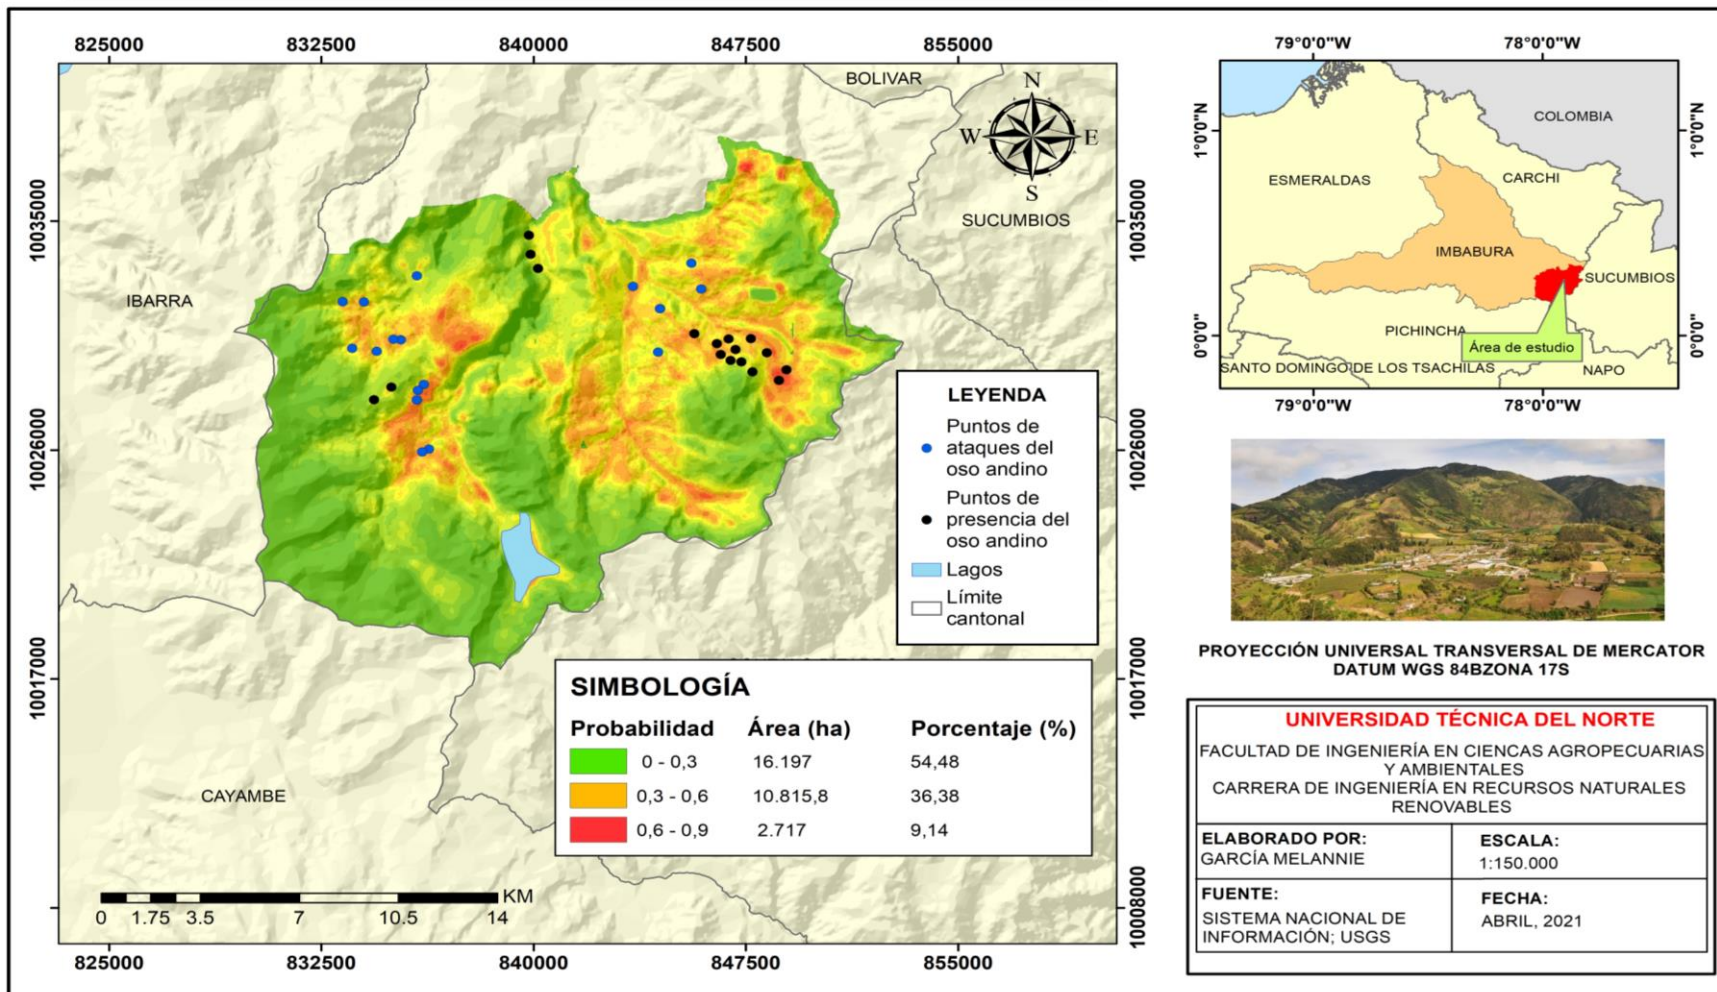 825000 832500 840000 847500 855000
10035000
10026000
10017000
10008000
BOLIVAR
N
W E
S
SUCUMBIOS
IBARRA
CAYAMBE
LEYENDA
Puntos de
ataques del
oso andino
Puntos de
presencia del
oso andino
Lagos
Límite
cantonal
SIMBOLOGÍA
Probabilidad Área (ha) Porcentaje (%)
0 - 0,3 16.197 54,48
0,3 - 0,6 10.815,8 36,38
0,6 - 0,9 2.717 9,14
KM
0 1.75 3.5 7 10.5 14
10035000
10026000
10017000
825000 832500 840000 847500 855000
79°0'0"W 78°0'0"W
1°0'0"N 1°0'0"N
COLOMBIA
ESMERALDAS
CARCHI
IMBABURA
SUCUMBIOS
PICHINCHA
0°0'0" 0°0'0"
Área de estudio
SANTO DOMINGO DE LOS TSACHILAS
NAPO
79°0'0"W 78°0'0"W
PROYECCIÓN UNIVERSAL TRANSVERSAL DE MERCATOR
DATUM WGS 84BZONA 17S
UNIVERSIDAD TÉCNICA DEL NORTE
FACULTAD DE INGENIERÍA EN CIENCAS AGROPECUARIAS
Y AMBIENTALES
CARRERA DE INGENIERÍA EN RECURSOS NATURALES
RENOVABLES
ELABORADO POR:
GARCÍA MELANNIE
ESCALA:
1:150.000
FUENTE:
SISTEMA NACIONAL DE
INFORMACIÓN; USGS
FECHA:
ABRIL, 2021